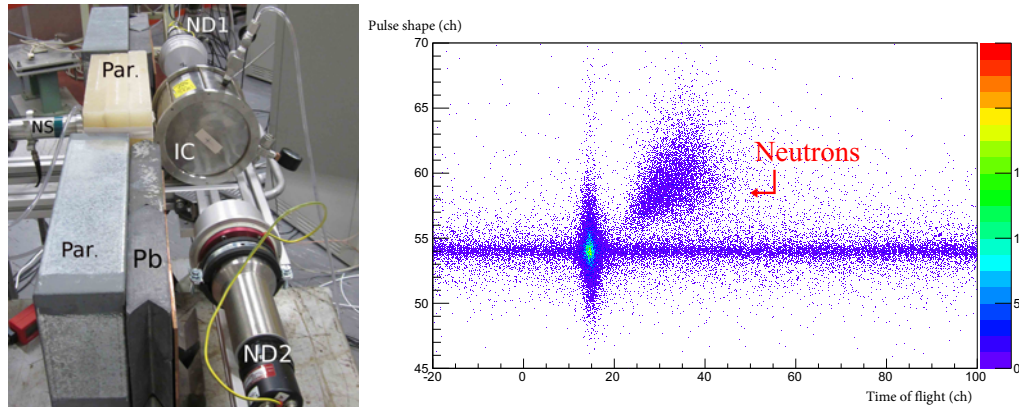 ND1
Par.
NS
IC
Par.
Pb
ND2
Pulse shape (ch)
70
65
60
55
50
45
-20
0
20
40
60
80
100
Neutrons
Time of flight (ch)
1
1
5
0